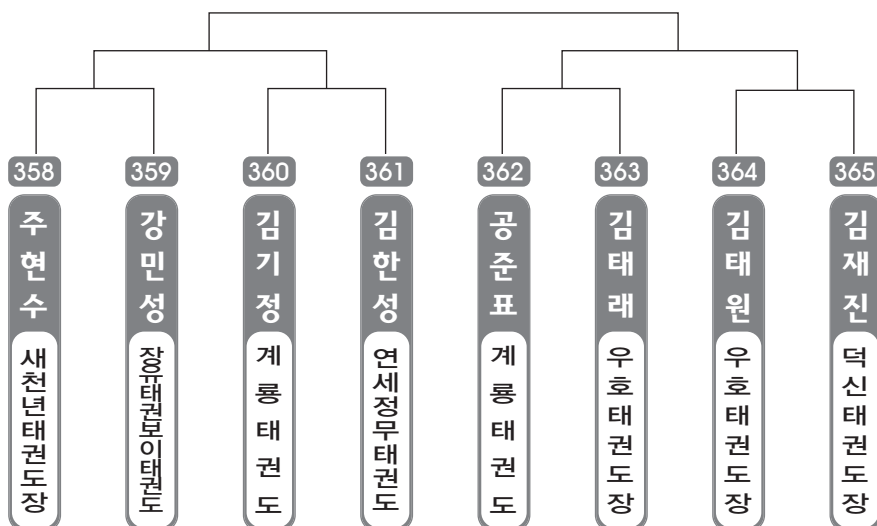 358
주현수
새천년태권도장
359
강민성
장유태권보이태권도
360
김기정
계룡태권도
361
김한성
연세정무태권도
362
공준표
계룡태권도
363
김태래
우호태권도장
364
김태원
우호태권도장
365
김재진
덕신태권도장